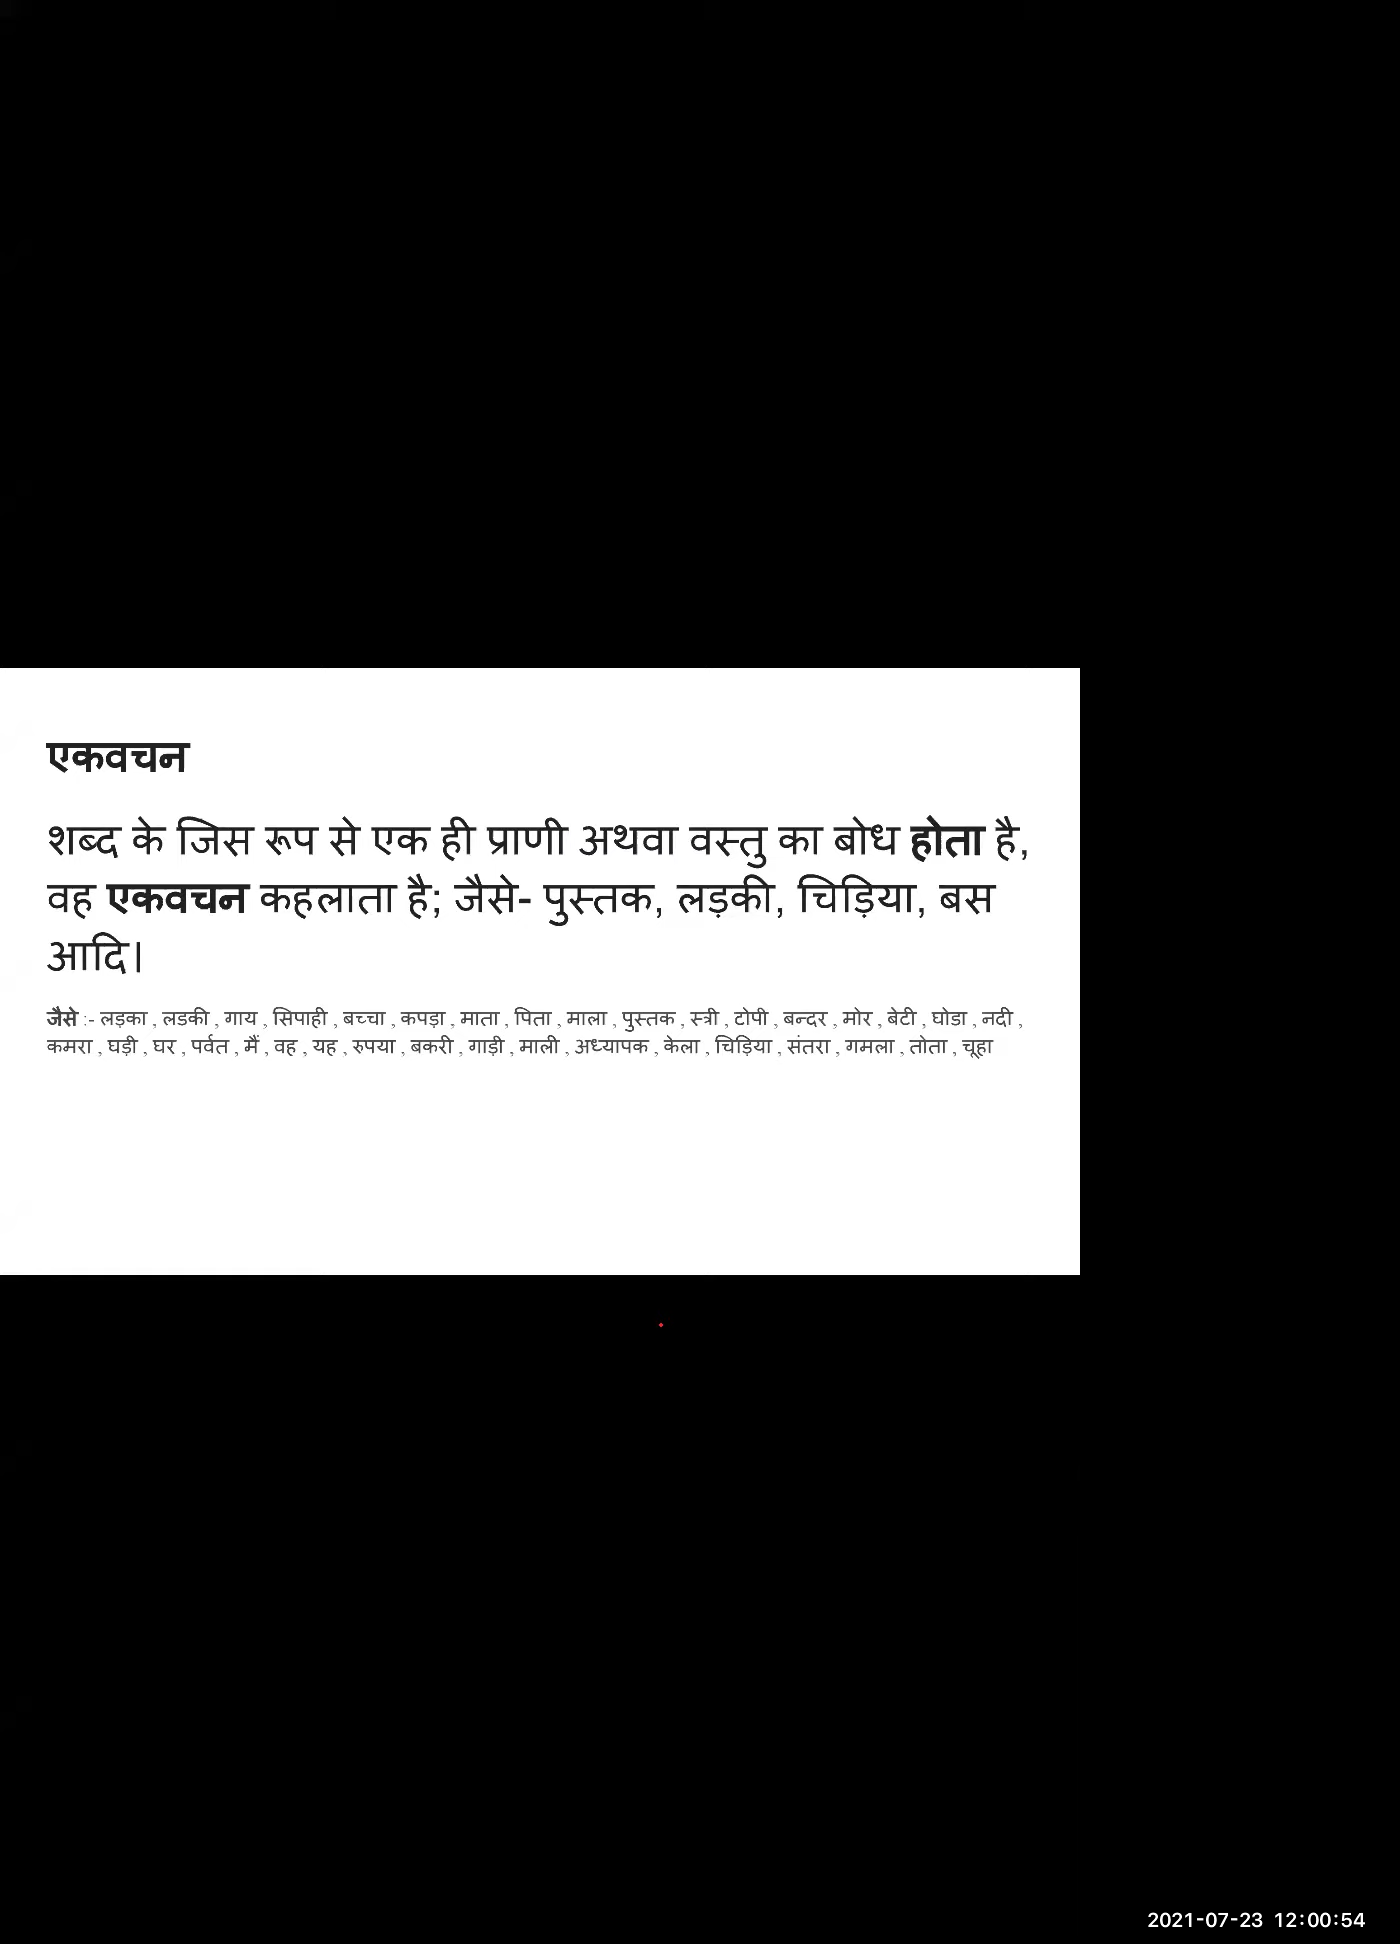 एकवचन
शब्द के जिस रूप से एक ही प्राणी अथवा वस्तु का बोध होता है,
वह एकवचन कहलाता है; जैसे- पुस्तक, लड़की, चिड़िया, बस
आदि।
जैसे :- लड़का , लडकी , गाय , सिपाही , बच्चा , कपड़ा , माता , पिता , माला , पुस्तक , स्त्री , टोपी , बन्दर , मोर , बेटी , घोडा , नदी ,
कमरा , घड़ी , घर , पर्वत , मैं , वह , यह , रुपया , बकरी , गाड़ी , माली , अध्यापक , केला , चिड़िया , संतरा , गमला , तोता , चूहा
2021-07-23 12:00:54